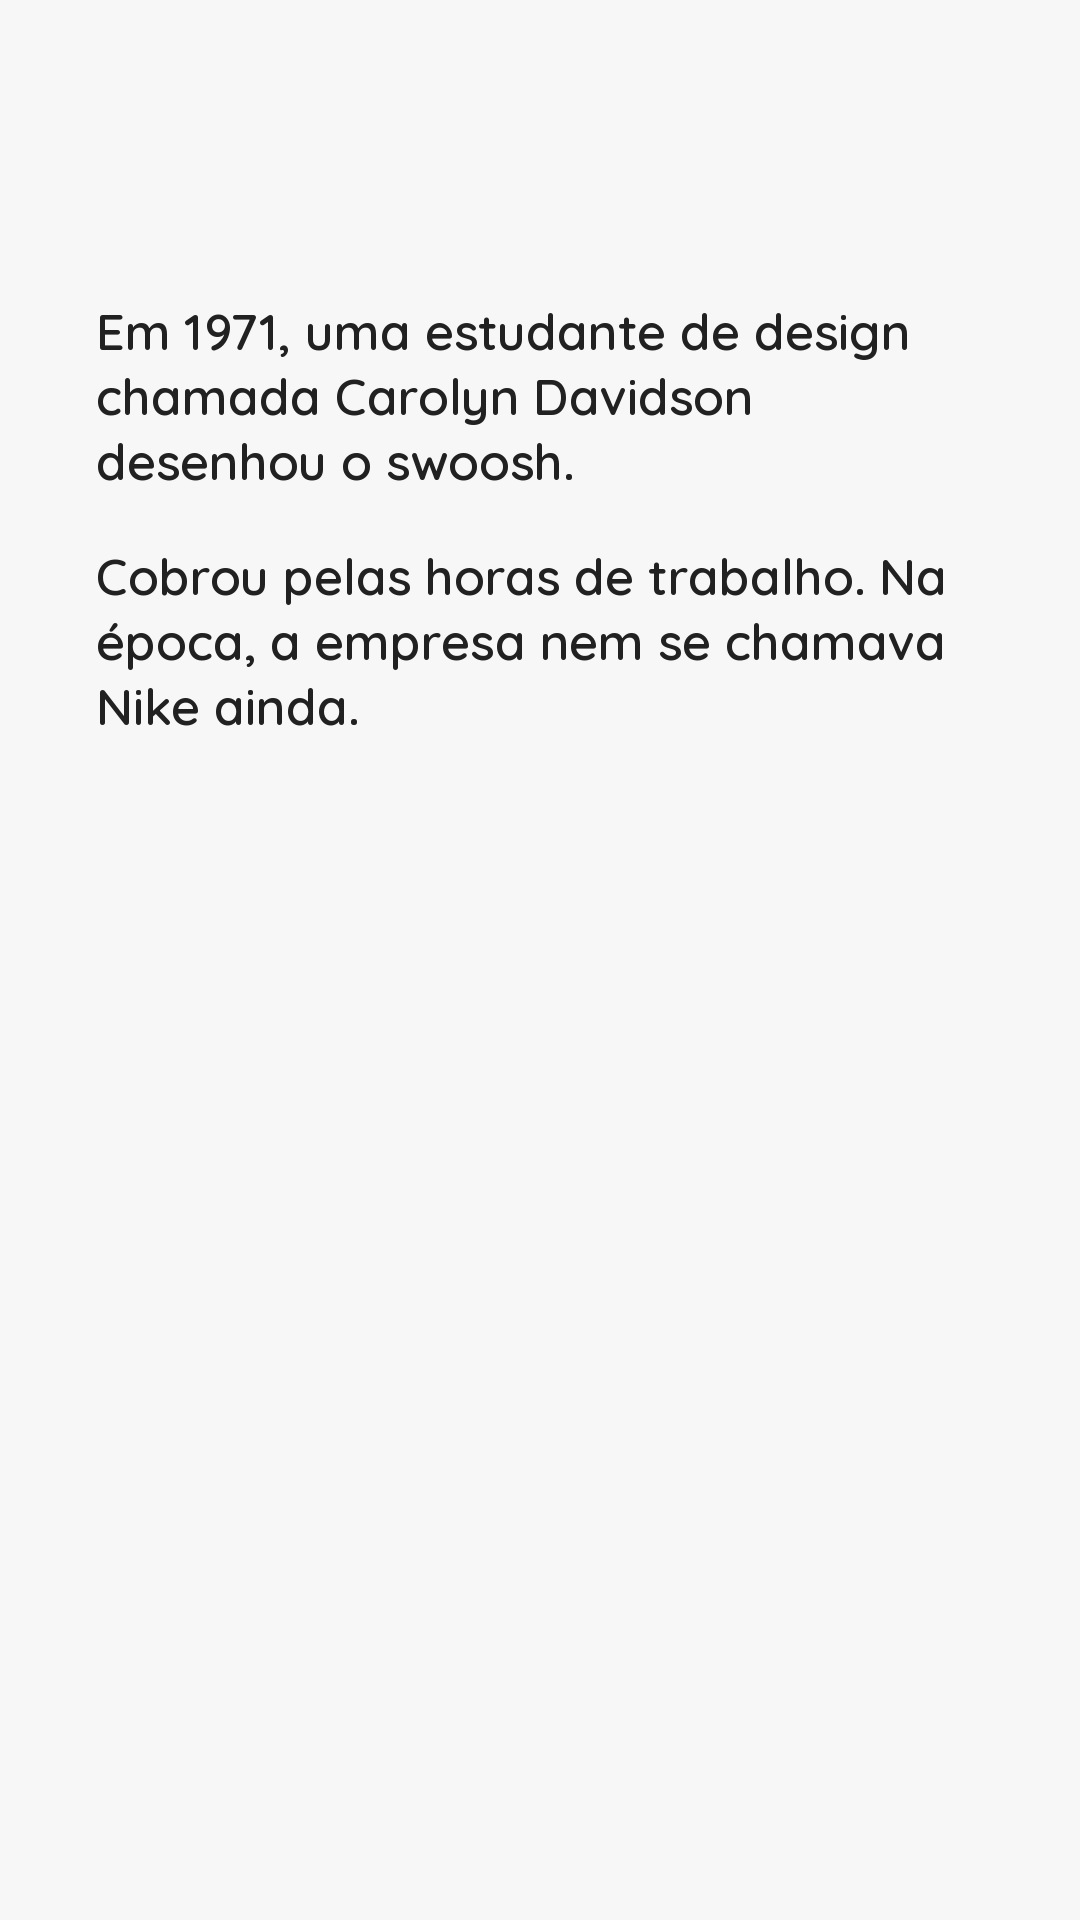 Em 1971, uma estudante de design
chamada Carolyn Davidson
desenhou o swoosh.
Cobrou pelas horas de trabalho. Na
época, a empresa nem se chamava
Nike ainda.